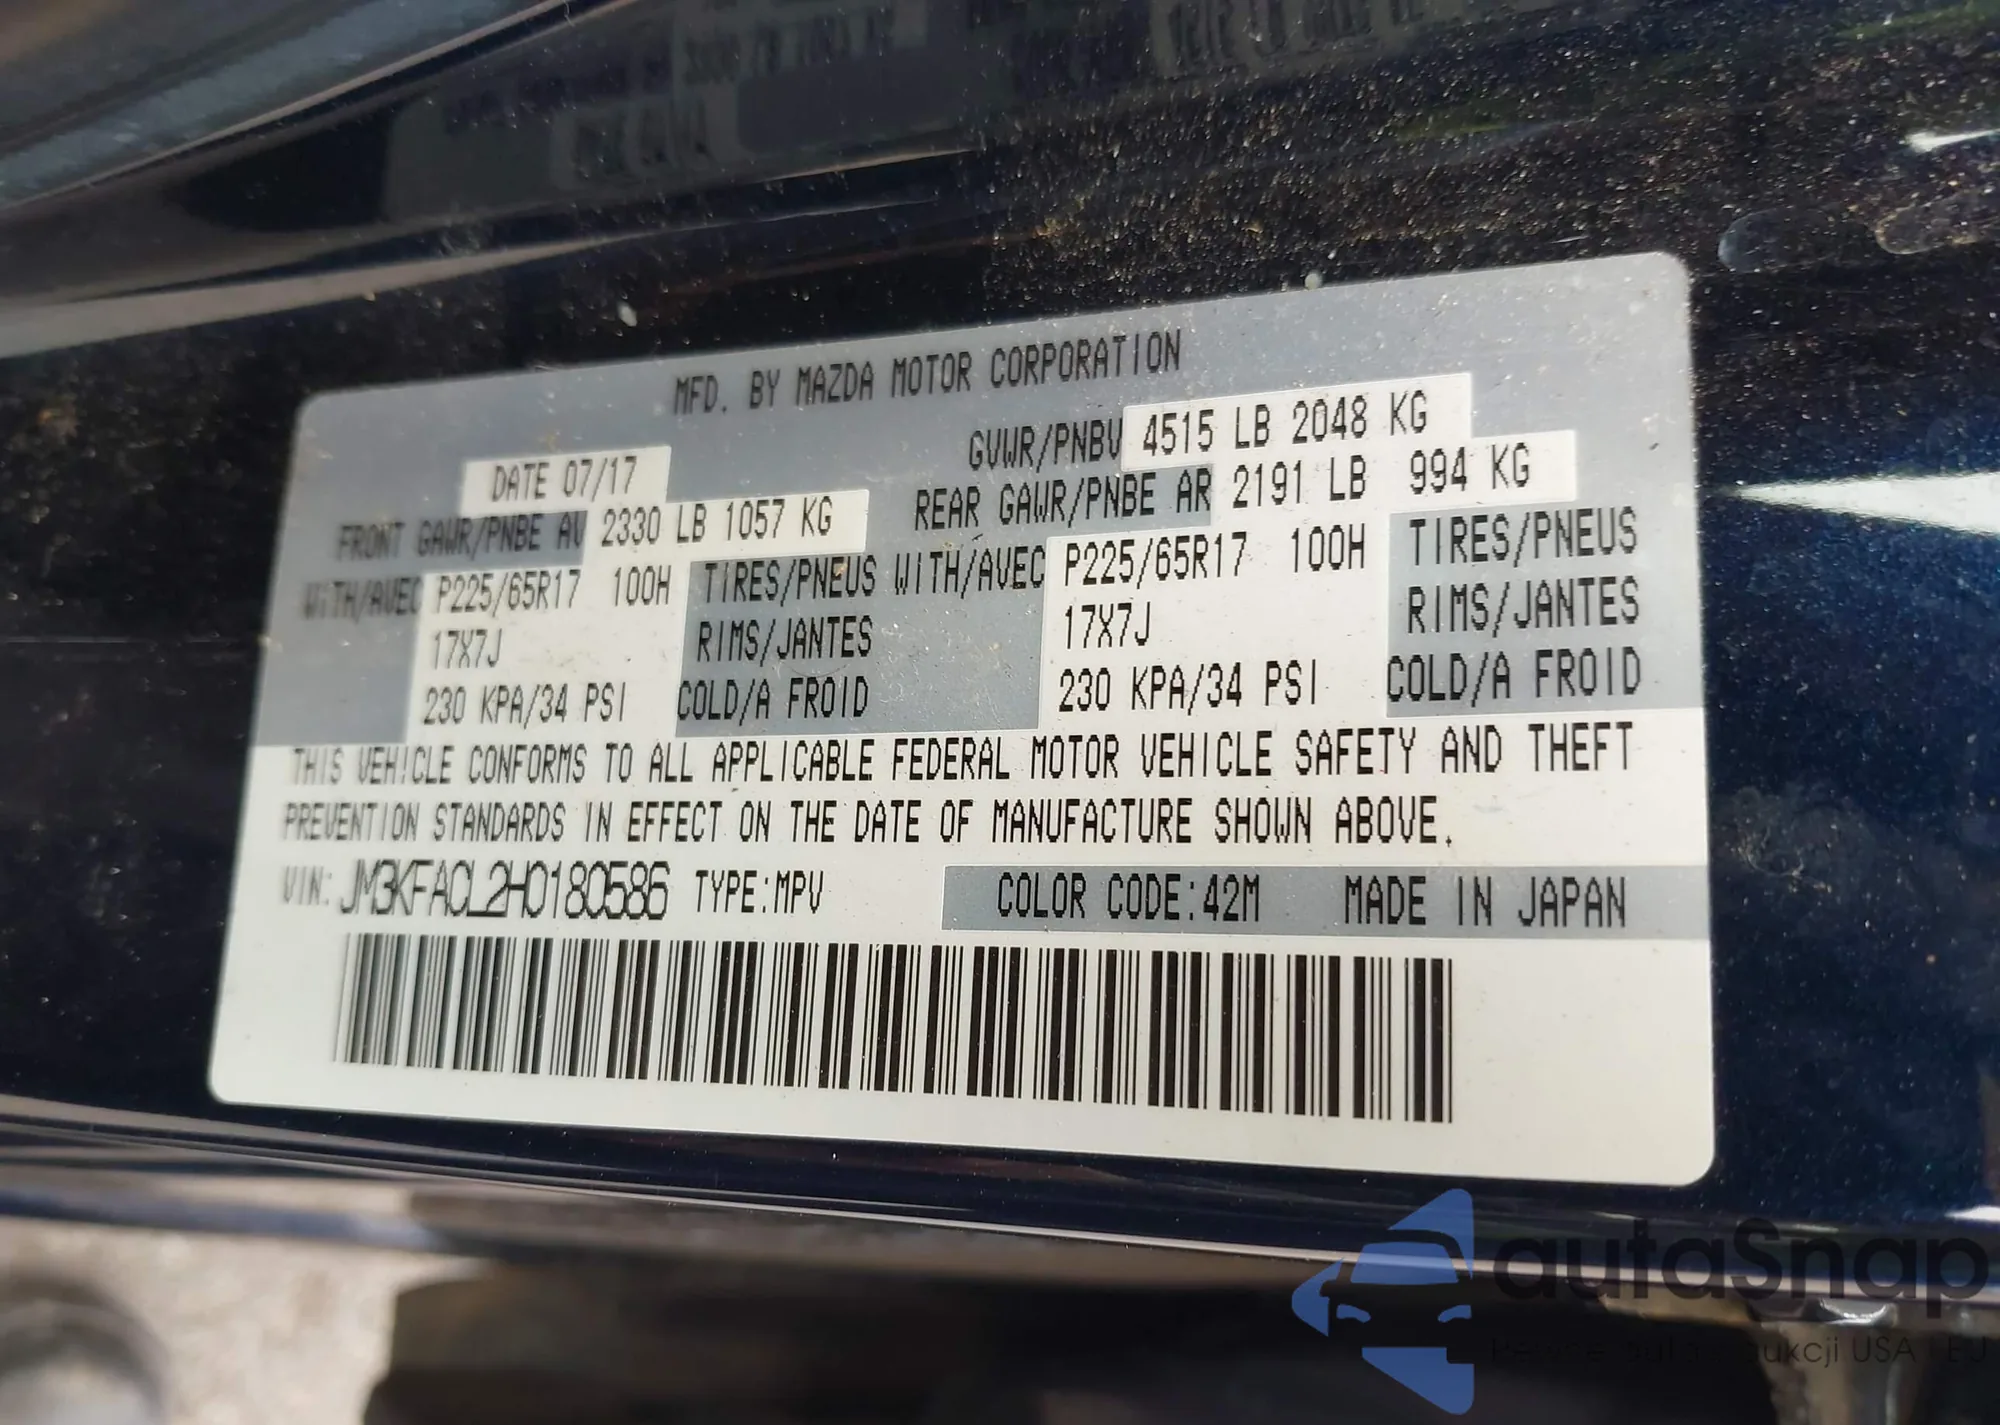 MFD. BY MAZDA MOTOR CORPORATION
DATE 07/17 GVWR/PNBV 4515 LB 2048 KG
FRONT GAWR/PNBE AV 2330 LB 1057 KG REAR GAWR/PNBE AR 2191 LB 994 KG
WITH/AVEC P225/65R17 100H TIRES/PNEUS WITH/AVEC P225/65R17 100H TIRES/PNEUS
17X7J RIMS/JANTES 17X7J RIMS/JANTES
230 KPA/34 PSI COLD/A FROID 230 KPA/34 PSI COLD/A FROID
THIS VEHICLE CONFORMS TO ALL APPLICABLE FEDERAL MOTOR VEHICLE SAFETY AND THEFT
PREVENTION STANDARDS IN EFFECT ON THE DATE OF MANUFACTURE SHOWN ABOVE.
VIN: JM3KFACL2H0180586 TYPE:MPV COLOR CODE:42M MADE IN JAPAN
autaSnap
USA i EU